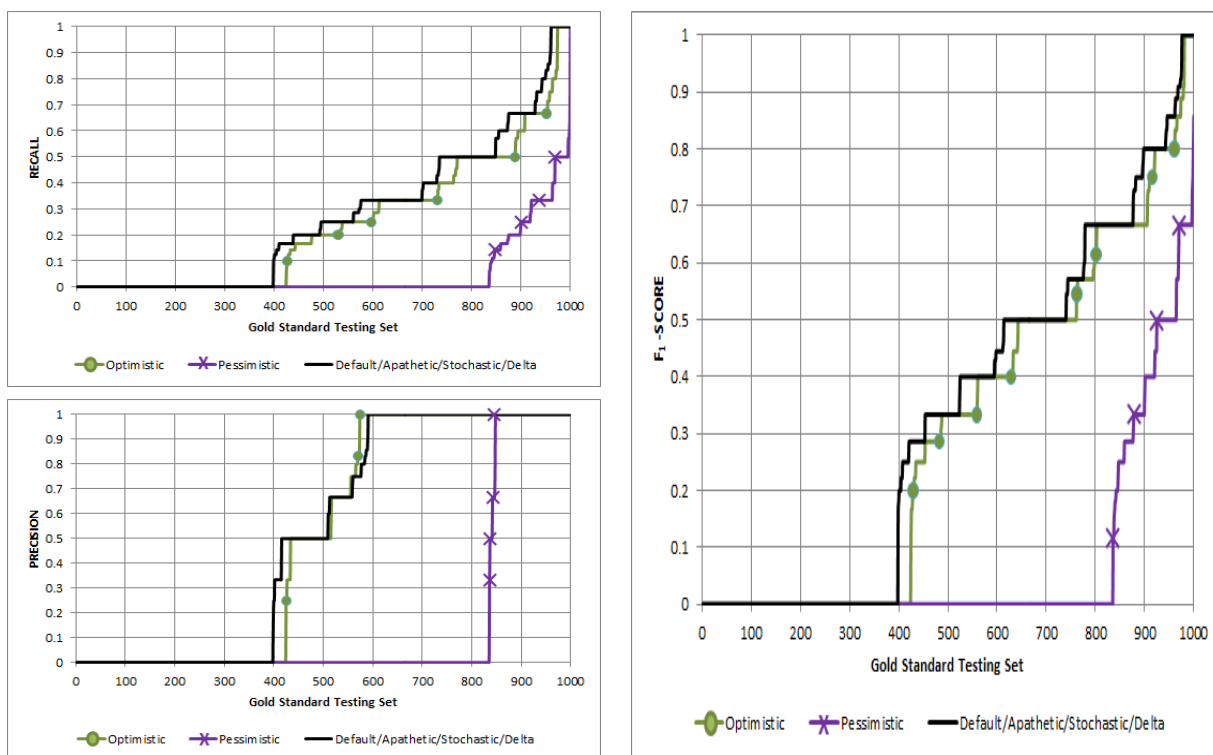 1
0.9
0.8
0.7
0.6
0.5
0.4
0.3
0.2
0.1
0
RECALL
0 100 200 300 400 500 600 700 800 900 1000
Gold Standard Testing Set
Optimistic Pessimistic Default/Apathetic/Stochastic/Delta
1
0.9
0.8
0.7
0.6
0.5
0.4
0.3
0.2
0.1
0
PRECISION
0 100 200 300 400 500 600 700 800 900 1000
Gold Standard Testing Set
Optimistic Pessimistic Default/Apathetic/Stochastic/Delta
1
0.9
0.8
0.7
0.6
0.5
0.4
0.3
0.2
0.1
0
F₁ -SCORE
0 100 200 300 400 500 600 700 800 900 1000
Gold Standard Testing Set
Optimistic Pessimistic Default/Apathetic/Stochastic/Delta